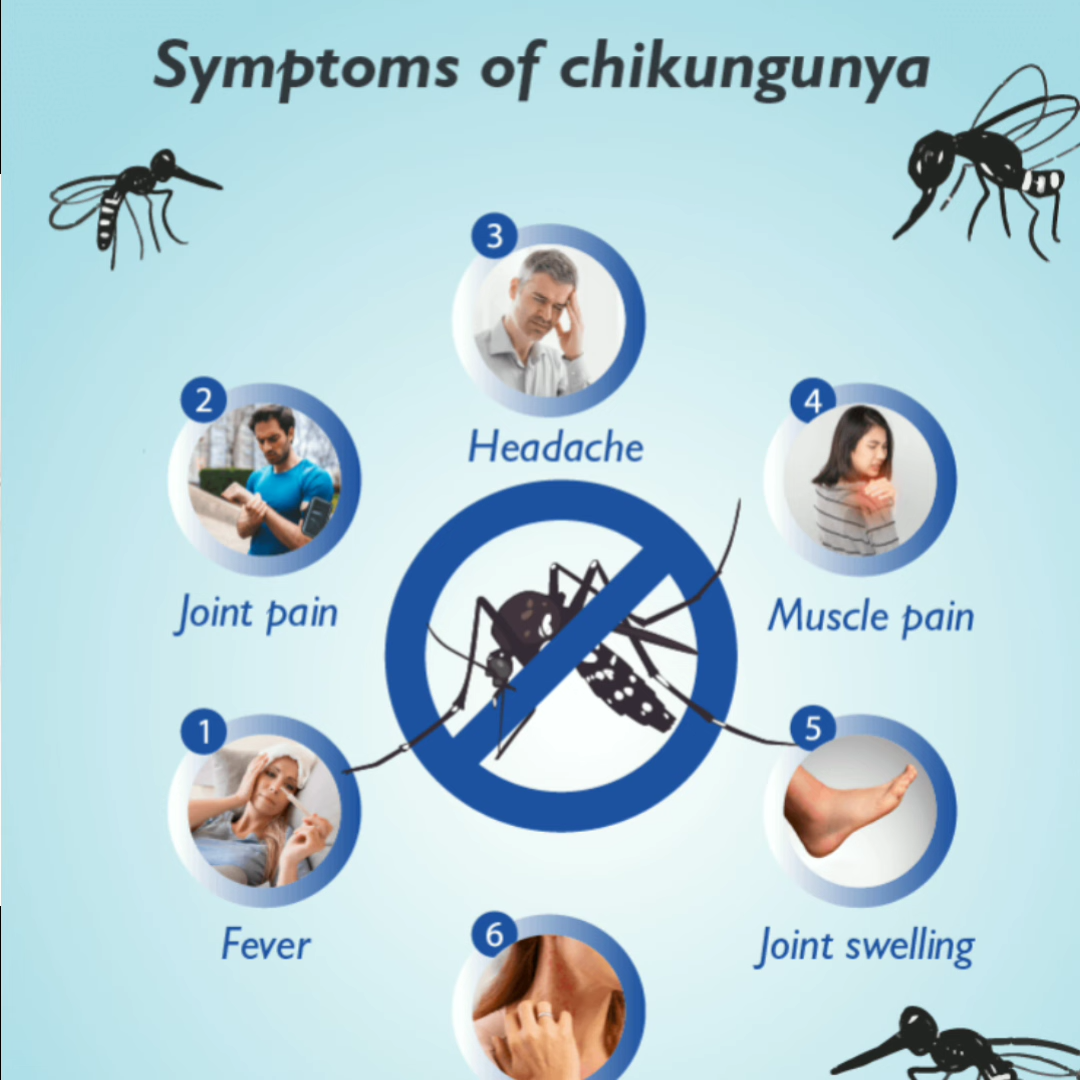 Symptoms of chikungunya
3
Headache
2
Joint pain
4
Muscle pain
1
Fever
5
Joint swelling
6